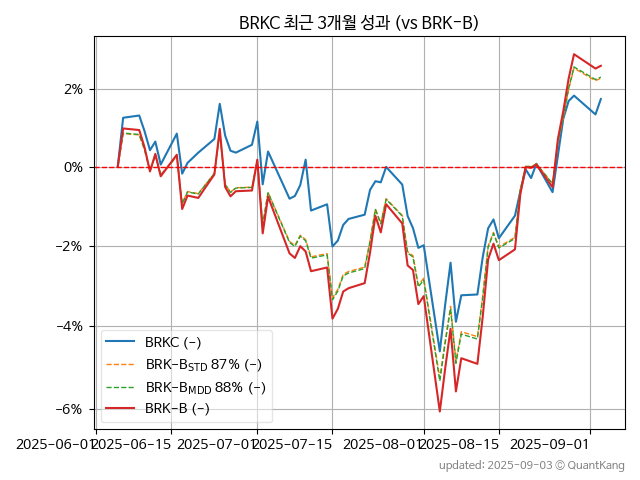 BRKC 최근 3개월 성과 (vs BRK-B)
2%
0%
−2%
−4%
−6%
BRKC (-)
BRK-BSTD 87% (-)
BRK-BMDD 88% (-)
BRK-B (-)
2025-06-01 2025-06-15 2025-07-01 2025-07-15 2025-08-01 2025-08-15 2025-09-01
updated: 2025-09-03 © QuantKang